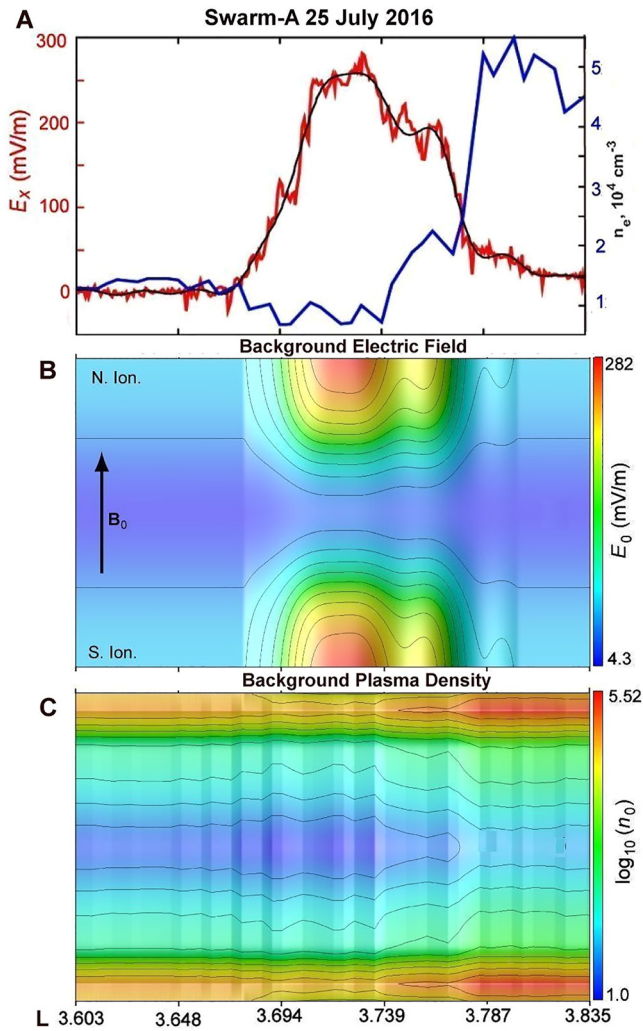 Swarm-A 25 July 2016
A
300
200
100
0
Eₓ (mV/m)
5
4
3
2
1
nₑ, 10⁴ cm⁻³
Background Electric Field
B
N. Ion.
B₀
S. Ion.
282
E₀ (mV/m)
4.3
Background Plasma Density
C
5.52
log₁₀ (n₀)
1.0
L 3.603 3.648 3.694 3.739 3.787 3.835